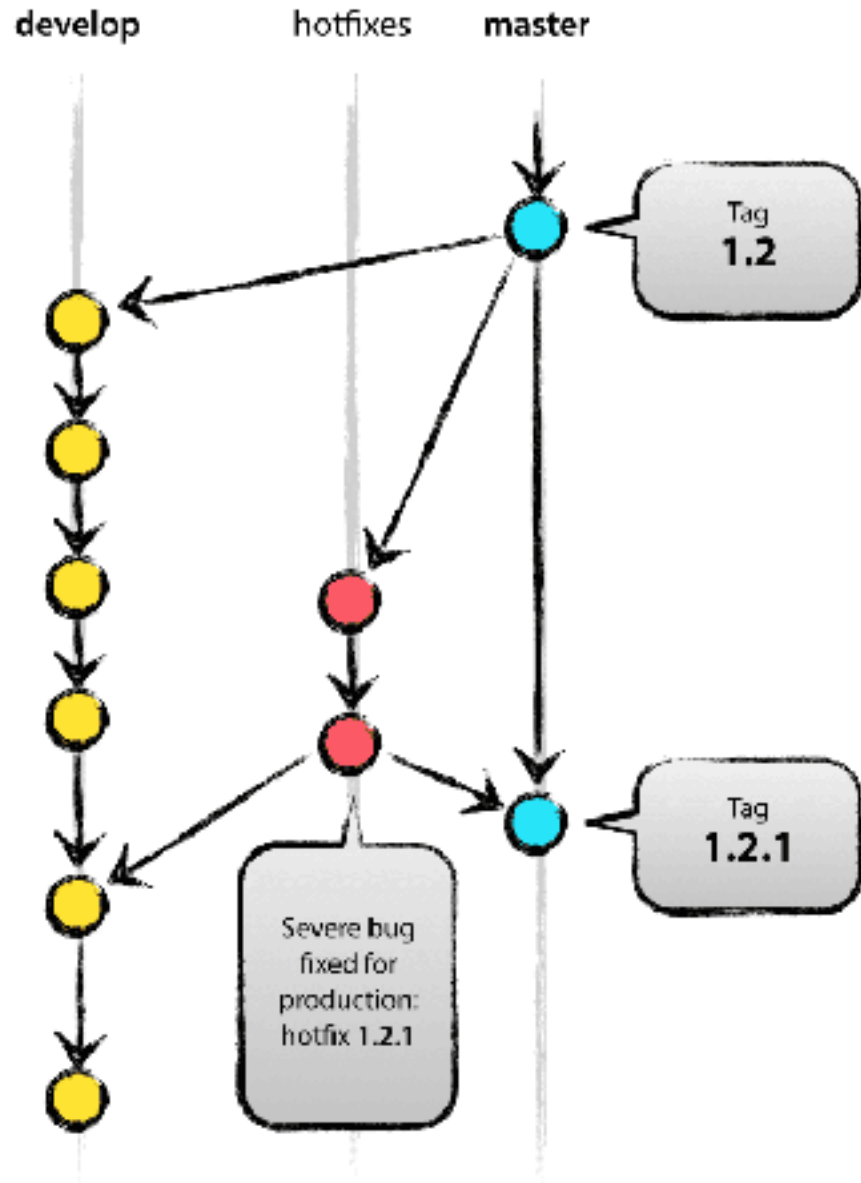 develop hotfixes master
Tag
1.2
Tag
1.2.1
Severe bug
fixed for
production:
hotfix 1.2.1